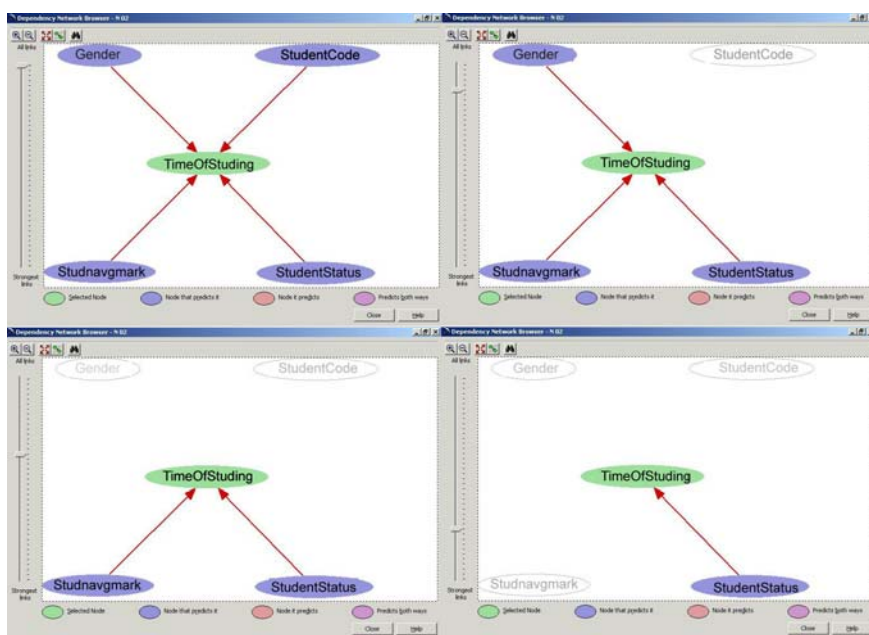 Dependency Network Browser - N 02
All links
Gender
StudentCode
TimeOfStuding
Studnavgmark
StudentStatus
Strongest links
Selected Node
Node that predicts it
Node it predicts
Predicts both ways
Close
Help
Dependency Network Browser - N 02
All links
Gender
StudentCode
TimeOfStuding
Studnavgmark
StudentStatus
Strongest links
Selected Node
Node that predicts it
Node it predicts
Predicts both ways
Close
Help
Dependency Network Browser - N 02
All links
Gender
StudentCode
TimeOfStuding
Studnavgmark
StudentStatus
Strongest links
Selected Node
Node that predicts it
Node it predicts
Predicts both ways
Close
Help
Dependency Network Browser - N 02
All links
Gender
StudentCode
TimeOfStuding
Studnavgmark
StudentStatus
Strongest links
Selected Node
Node that predicts it
Node it predicts
Predicts both ways
Close
Help